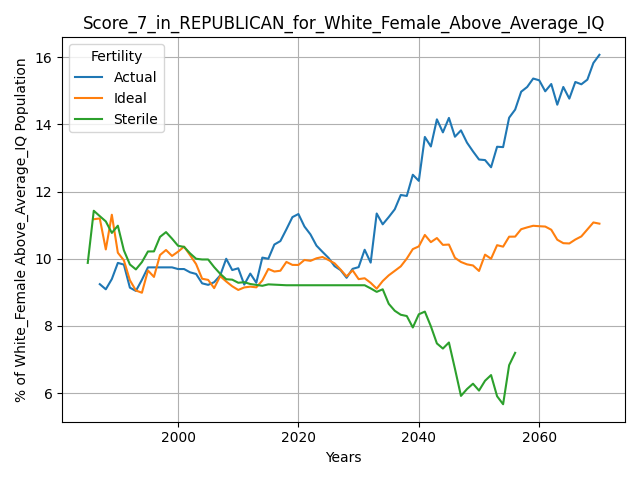 Score_7_in_REPUBLICAN_for_White_Female_Above_Average_IQ
Fertility
Actual
Ideal
Sterile
% of White_Female Above_Average_IQ Population
16
14
12
10
8
6
2000
2020
2040
2060
Years